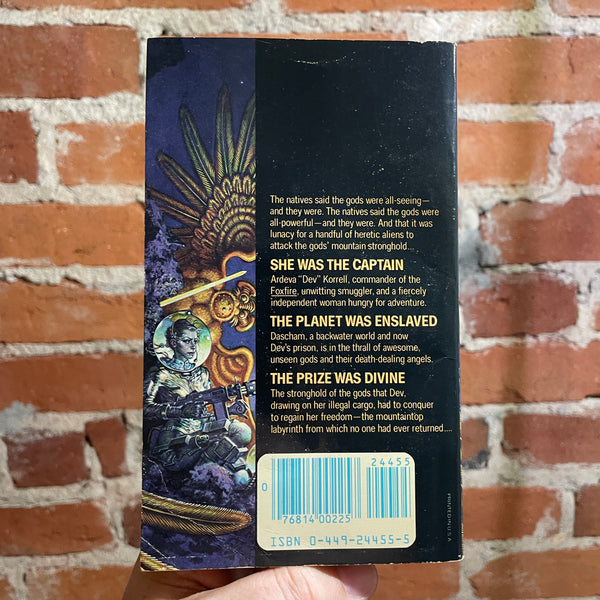 The natives said the gods were all-seeing—
and they were. The natives said the gods were
all-powerful—and they were. And that it was
lunacy for a handful of heretic aliens to
attack the gods' mountain stronghold...
SHE WAS THE CAPTAIN
Ardeva "Dev" Korrell, commander of the
Foxfire, unwitting smuggler, and a fiercely
independent woman hungry for adventure.
THE PLANET WAS ENSLAVED
Dascham, a backwater world and now
Dev's prison, is in the thrall of awesome,
unseen gods and their death-dealing angels.
THE PRIZE WAS DIVINE
The stronghold of the gods that Dev,
drawing on her illegal cargo, had to conquer
to regain her freedom—the mountaintop
labyrinth from which no one had ever returned....
24455
0
76814 00225
ISBN 0-449-24455-5
PRINTED IN U.S.A.